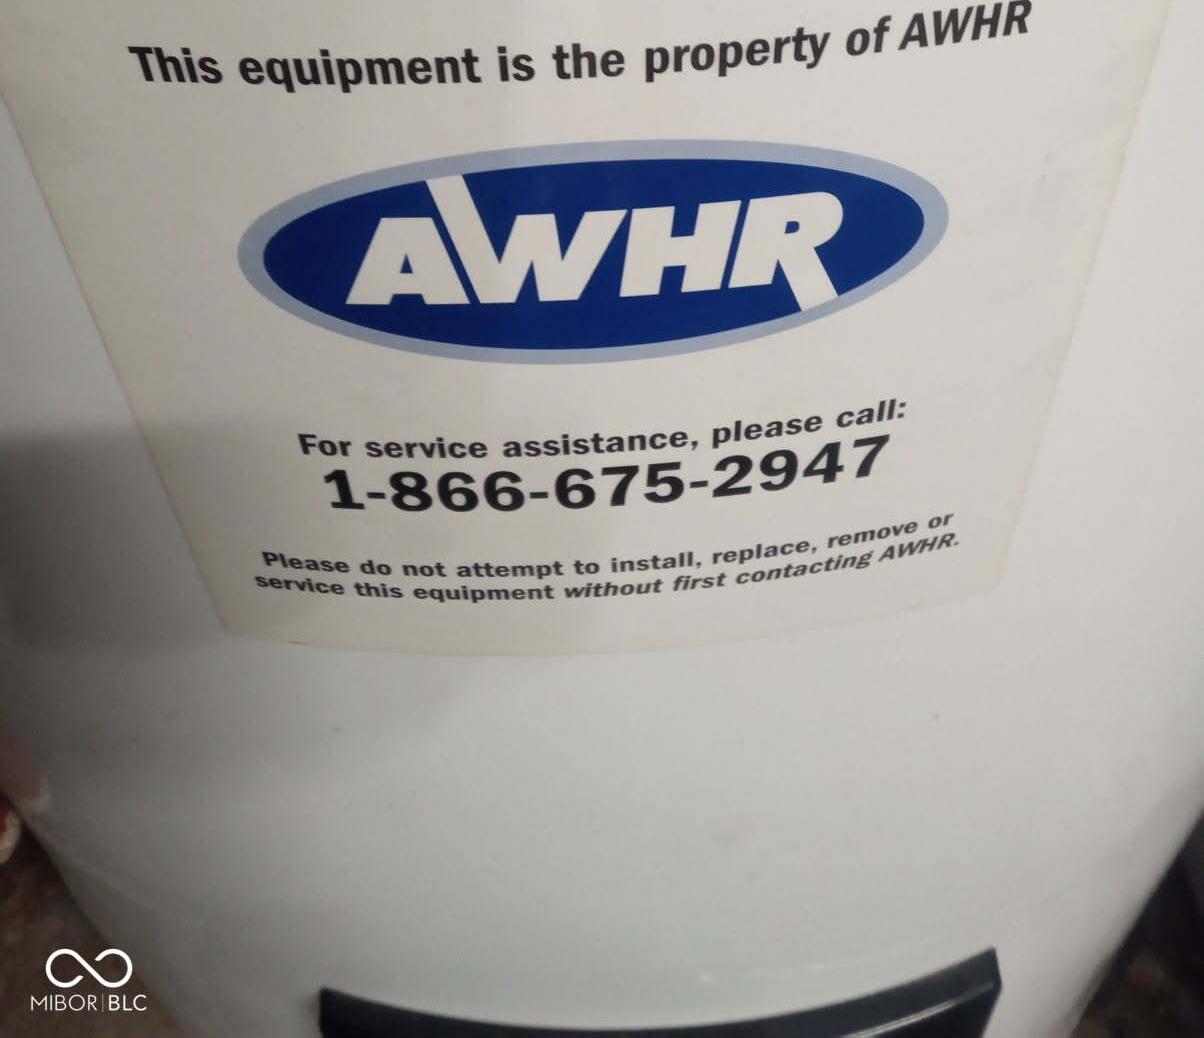 This equipment is the property of AWHR
AWHR
For service assistance, please call:
1-866-675-2947
Please do not attempt to install, replace, remove or
service this equipment without first contacting AWHR.
MIBOR|BLC